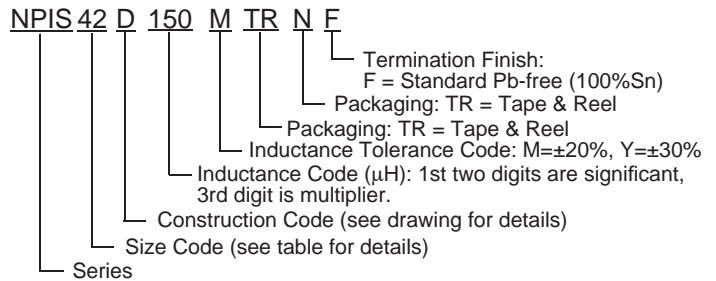 NPIS 42 D 150 M TR N F
Termination Finish:
F = Standard Pb-free (100%Sn)
Packaging: TR = Tape & Reel
Packaging: TR = Tape & Reel
Inductance Tolerance Code: M=±20%, Y=±30%
Inductance Code (μH): 1st two digits are significant,
3rd digit is multiplier.
Construction Code (see drawing for details)
Size Code (see table for details)
Series